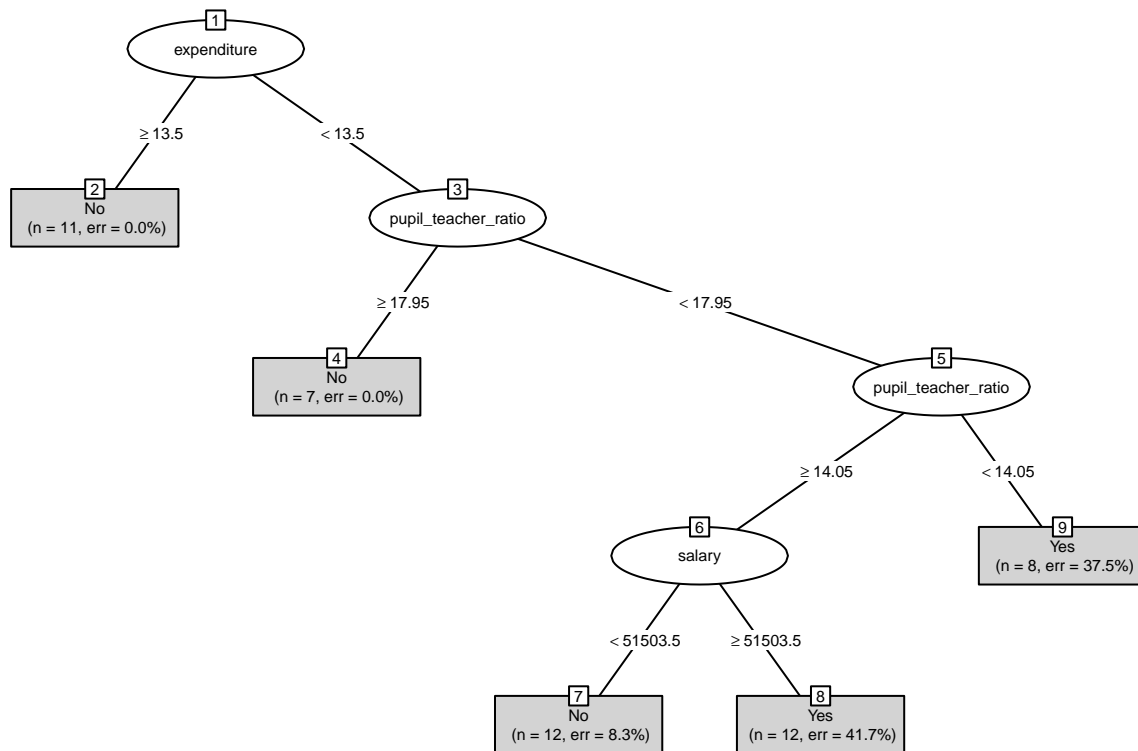 1
expenditure
≥ 13.5
< 13.5
2
No
(n = 11, err = 0.0%)
3
pupil_teacher_ratio
≥ 17.95
< 17.95
4
No
(n = 7, err = 0.0%)
5
pupil_teacher_ratio
≥ 14.05
< 14.05
6
salary
9
Yes
(n = 8, err = 37.5%)
< 51503.5
≥ 51503.5
7
No
(n = 12, err = 8.3%)
8
Yes
(n = 12, err = 41.7%)